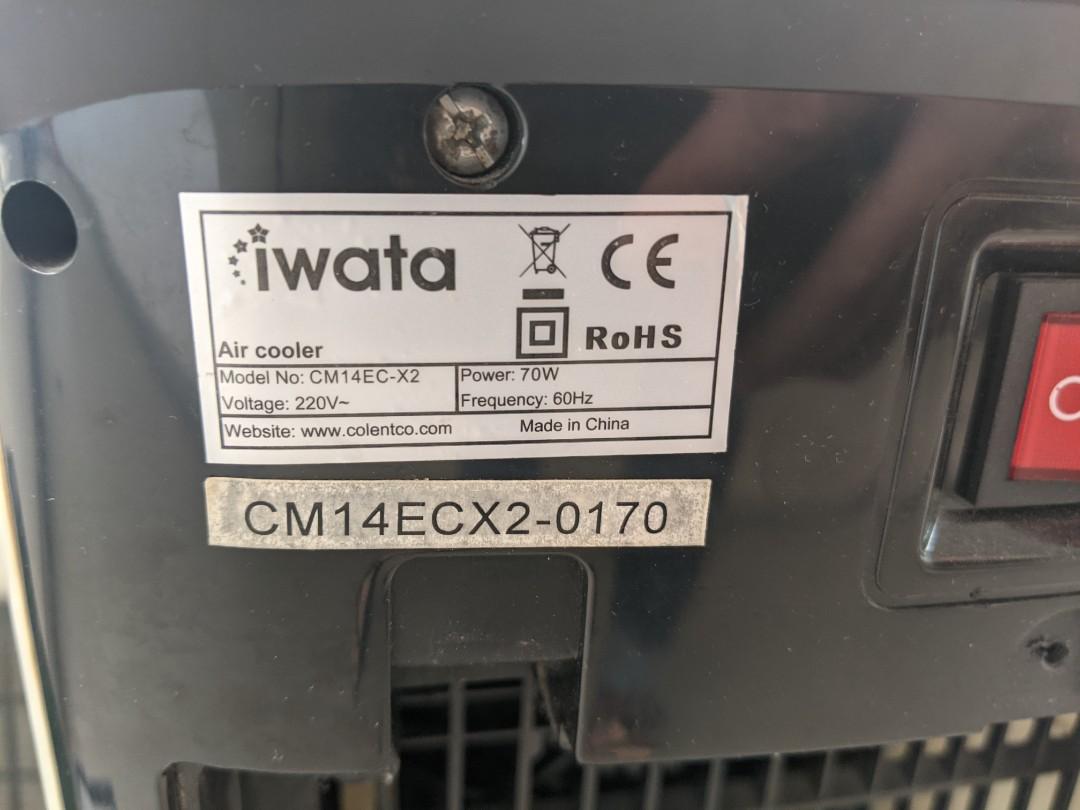 iwata
CE
RoHS
Air cooler
Model No: CM14EC-X2
Power: 70W
Voltage: 220V~
Frequency: 60Hz
Website: www.colentco.com
Made in China
CM14ECX2-0170